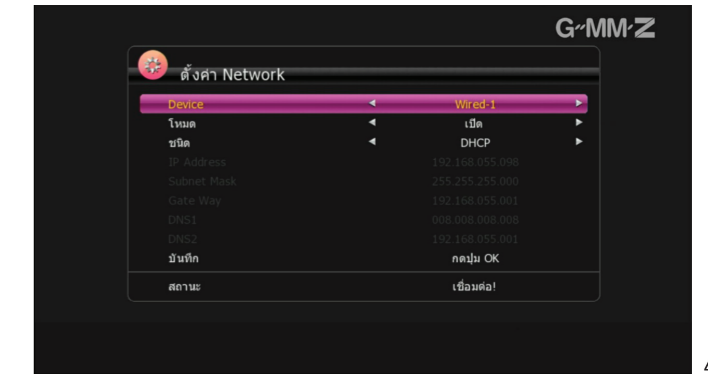 GMMZ
ตั้งค่า Network
Device Wired-1
โหมด เปิด
ชนิด DHCP
IP Address 192.168.055.098
Subnet Mask 255.255.255.000
Gate Way 192.168.055.001
DNS1 008.008.008.008
DNS2 192.168.055.001
บันทึก กดปุ่ม OK
สถานะ เชื่อมต่อ!